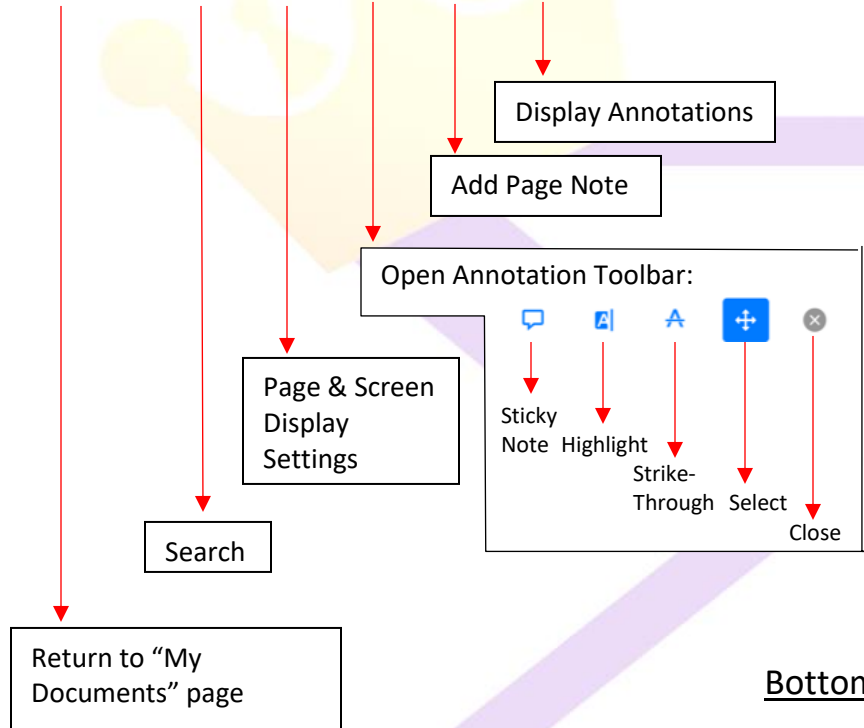 Display Annotations
Add Page Note
Open Annotation Toolbar:
Sticky
Note
Highlight
Strike-
Through
Select
Close
Page & Screen
Display
Settings
Search
Return to “My
Documents” page